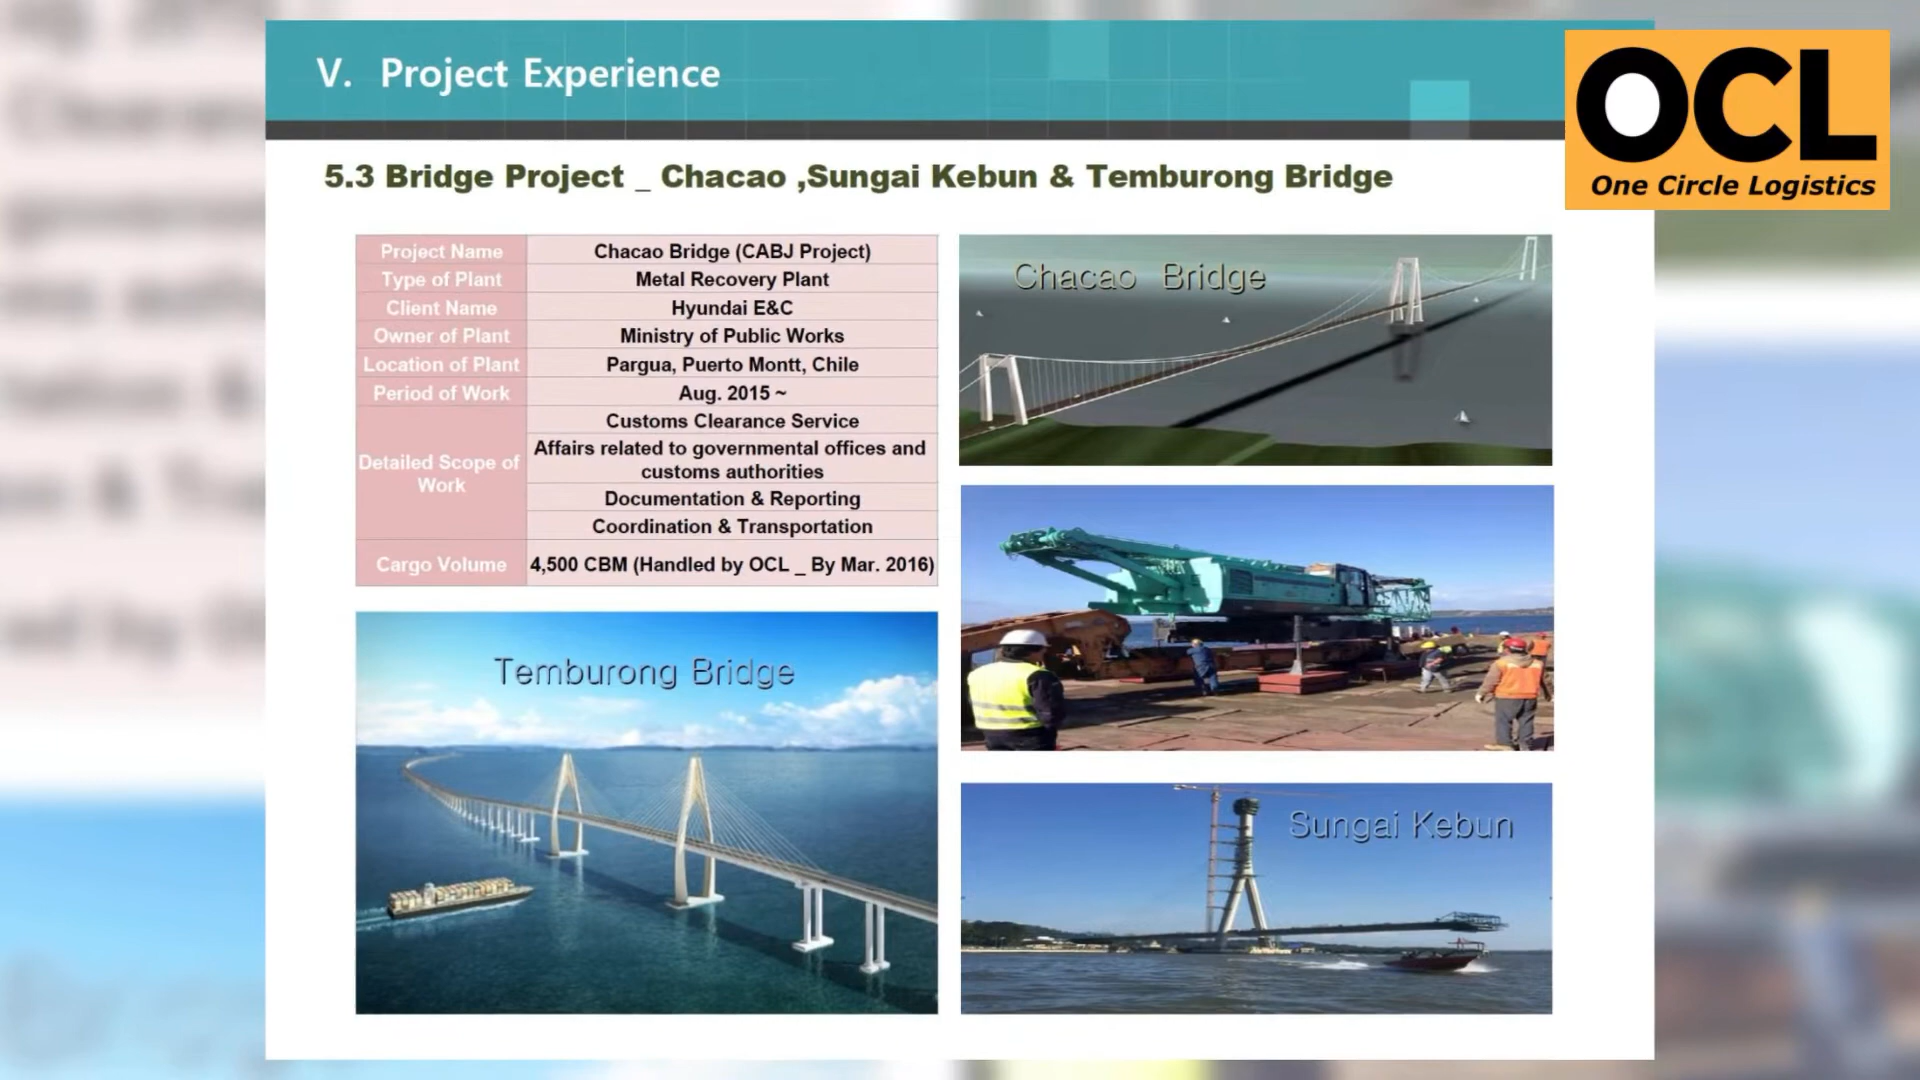 V. Project Experience
OCL
One Circle Logistics
5.3 Bridge Project _ Chacao ,Sungai Kebun & Temburong Bridge
Project Name Chacao Bridge (CABJ Project)
Type of Plant Metal Recovery Plant
Client Name Hyundai E&C
Owner of Plant Ministry of Public Works
Location of Plant Pargua, Puerto Montt, Chile
Period of Work Aug. 2015 ~
Detailed Scope of
Work
Customs Clearance Service
Affairs related to governmental offices and
customs authorities
Documentation & Reporting
Coordination & Transportation
Cargo Volume 4,500 CBM (Handled by OCL _ By Mar. 2016)
Chacao Bridge
Temburong Bridge
Sungai Kebun